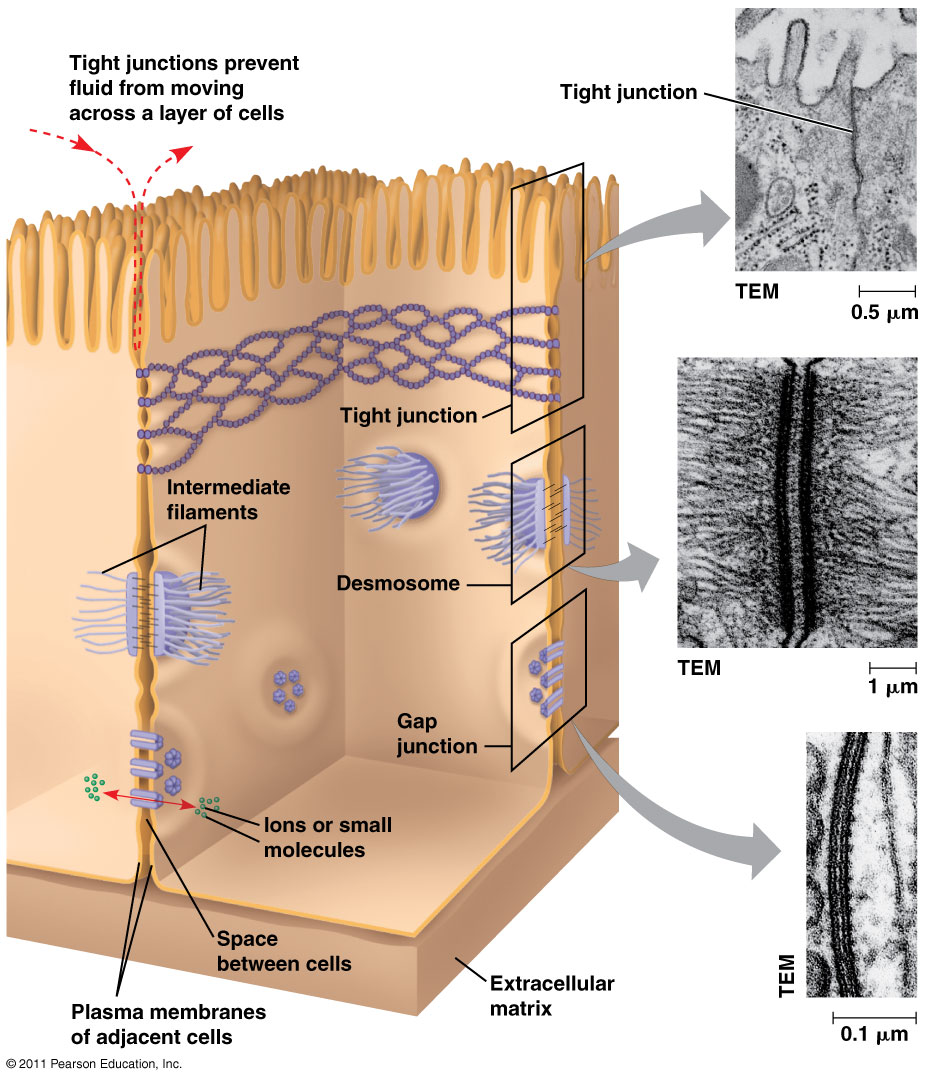 Tight junctions prevent
fluid from moving
across a layer of cells
Tight junction
TEM
0.5 μm
Tight junction
Intermediate
filaments
Desmosome
TEM
1 μm
Gap
junction
Ions or small
molecules
Space
between cells
Plasma membranes
of adjacent cells
Extracellular
matrix
TEM
0.1 μm
© 2011 Pearson Education, Inc.